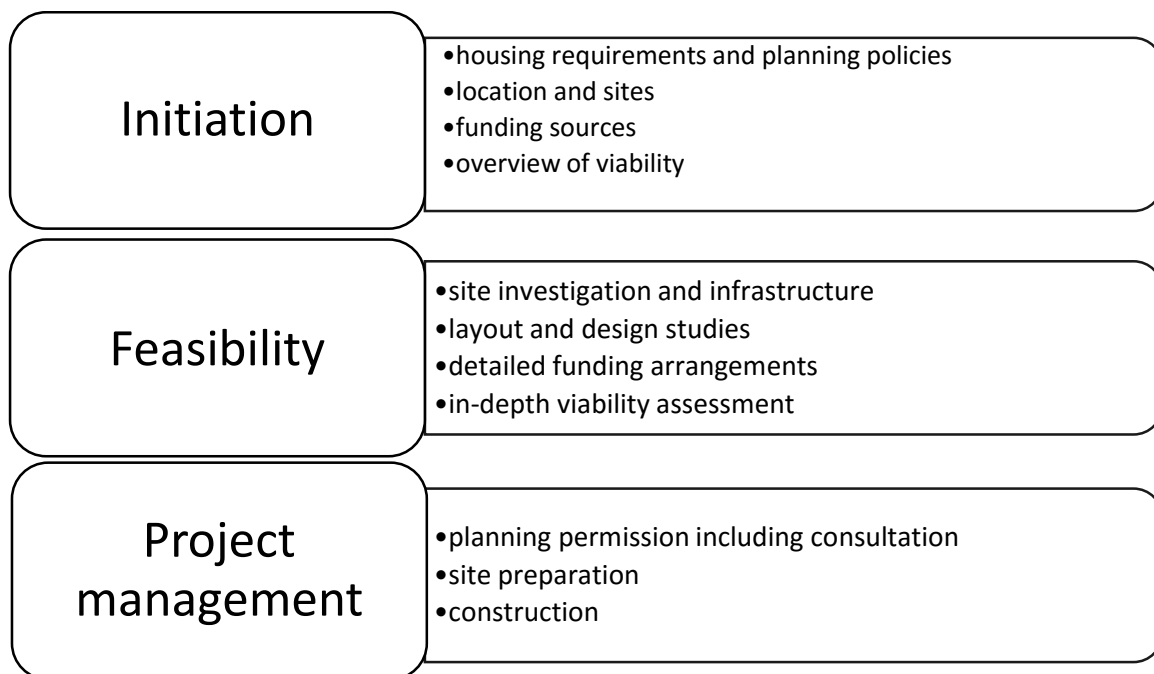 Initiation
•housing requirements and planning policies
•location and sites
•funding sources
•overview of viability
Feasibility
•site investigation and infrastructure
•layout and design studies
•detailed funding arrangements
•in-depth viability assessment
Project
management
•planning permission including consultation
•site preparation
•construction